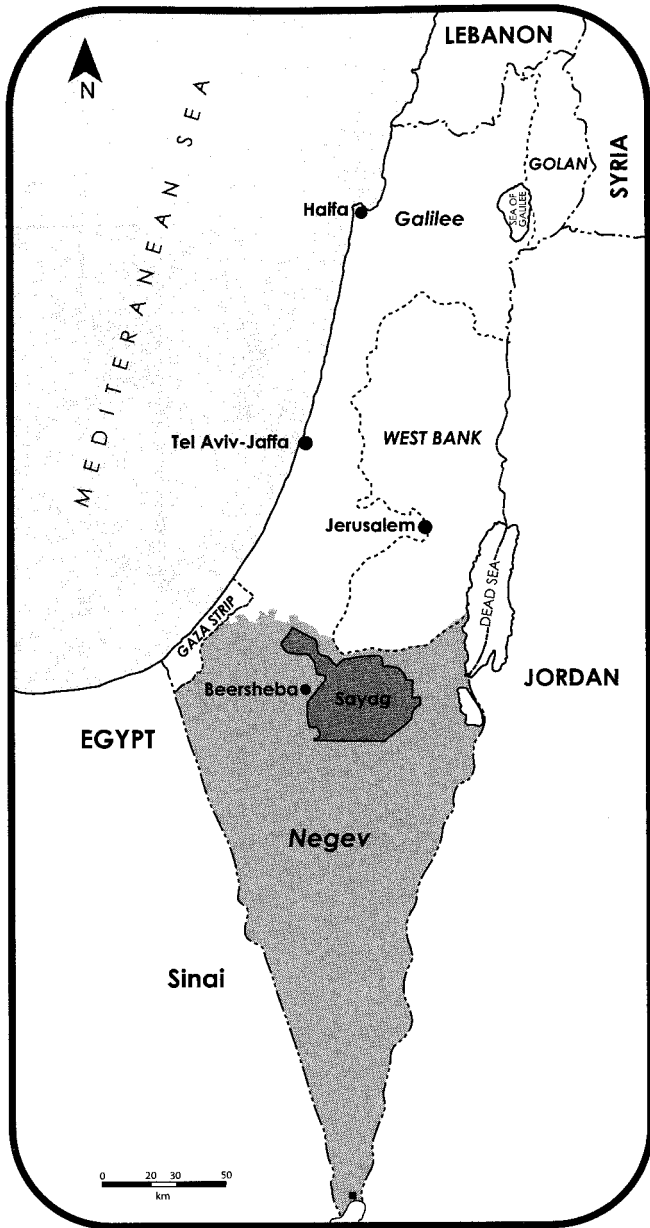 LEBANON
N
MEDITERANEAN SEA
GOLAN
SYRIA
SEA OF
GALILEE
Haifa
Galilee
Tel Aviv-Jaffa
WEST BANK
Jerusalem
DEAD SEA
GAZA STRIP
JORDAN
Beersheba
Sayag
EGYPT
Negev
Sinai
0 20 30 50
km